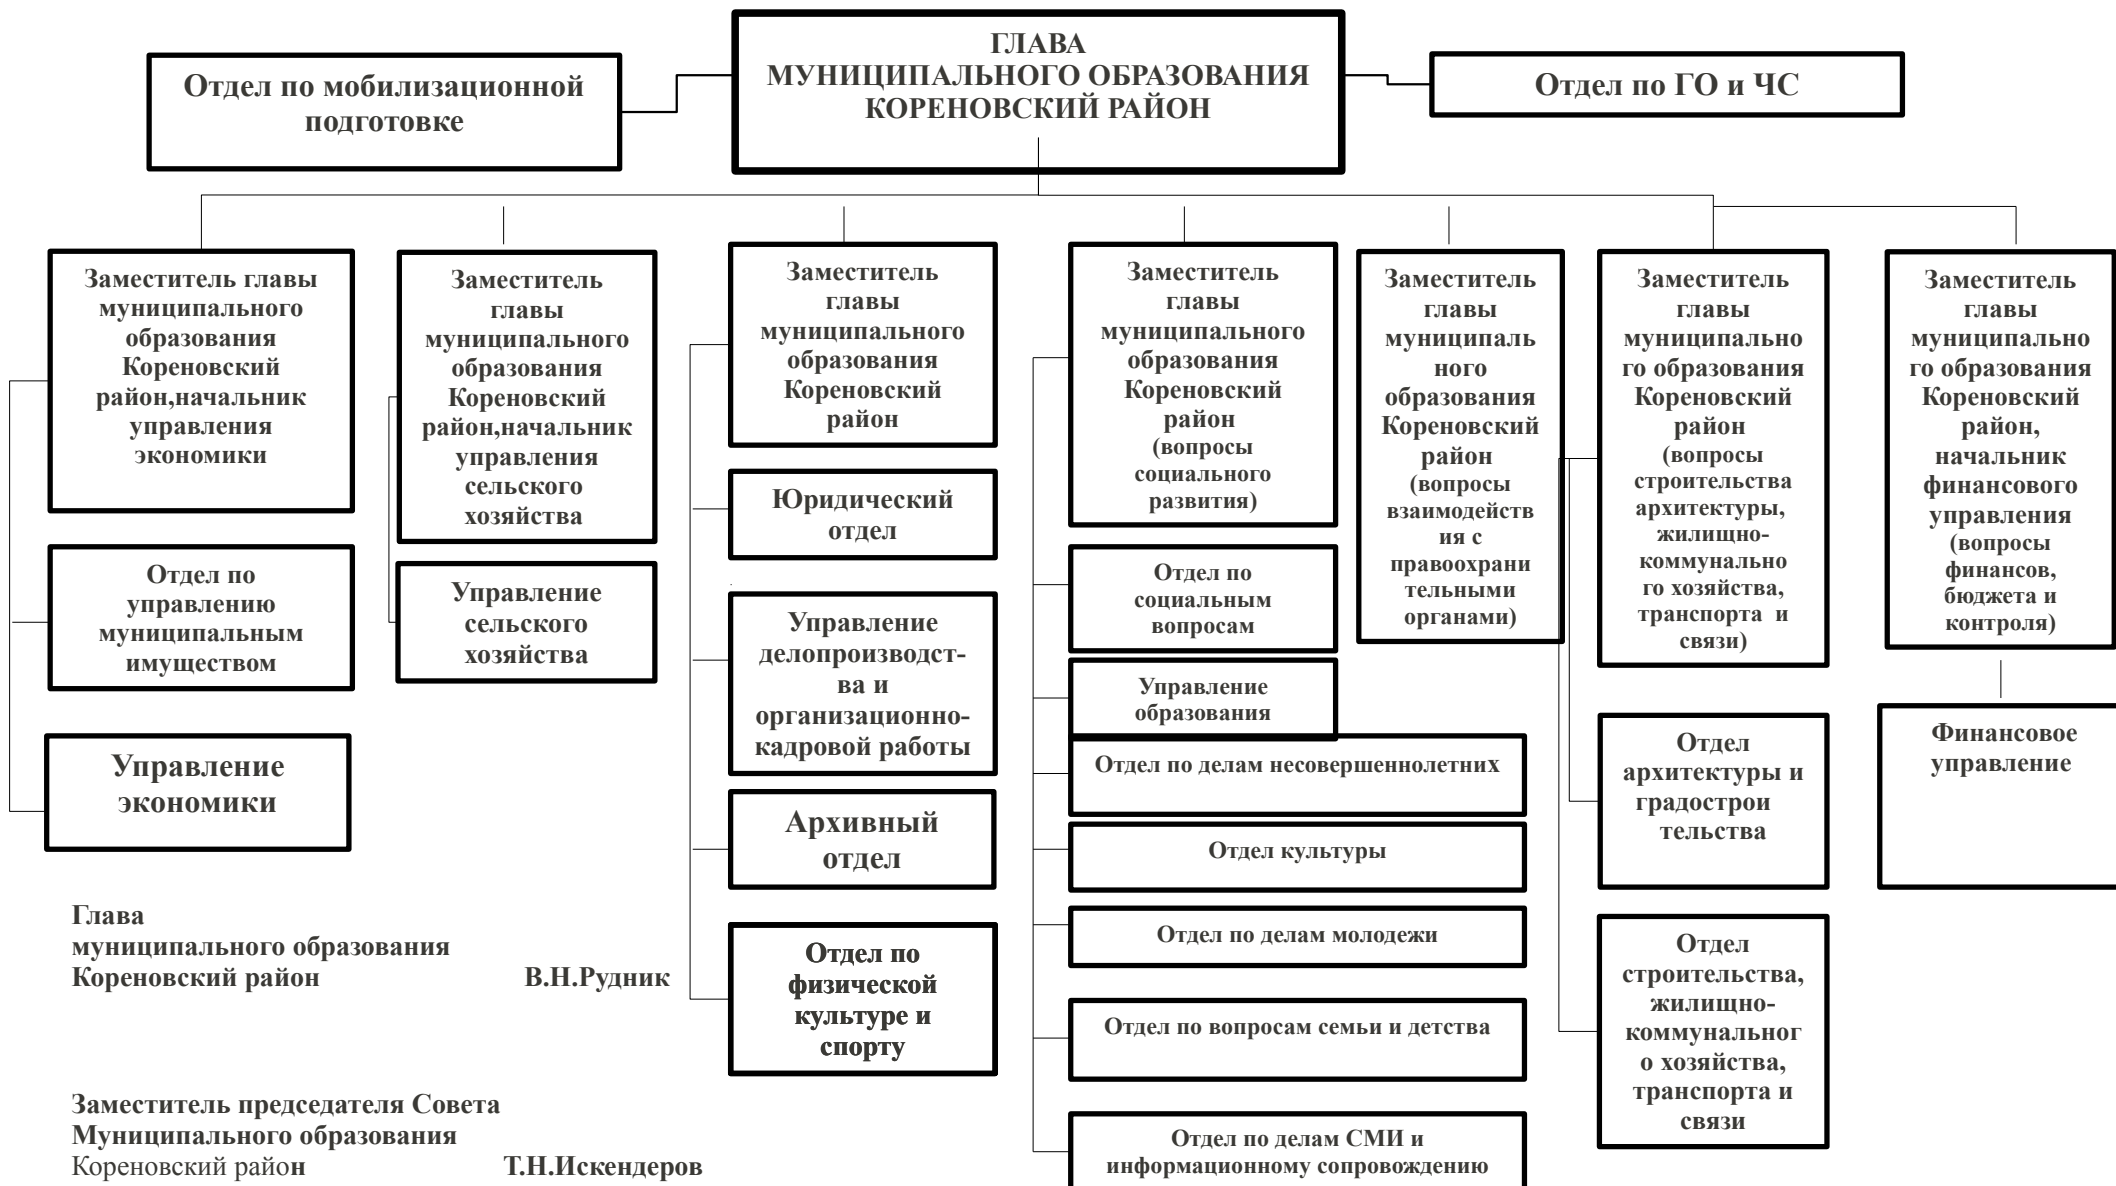 ГЛАВА
МУНИЦИПАЛЬНОГО ОБРАЗОВАНИЯ
КОРЕНОВСКИЙ РАЙОН
Отдел по мобилизационной
подготовке
Отдел по ГО и ЧС
Заместитель главы
муниципального
образования
Кореновский
район,начальник
управления
экономики
Отдел по
управлению
муниципальным
имуществом
Управление
экономики
Заместитель
главы
муниципального
образования
Кореновский
район,начальник
управления
сельского
хозяйства
Управление
сельского
хозяйства
Заместитель
главы
муниципального
образования
Кореновский
район
Юридический
отдел
Управление
делопроизводст-
ва и
организационно-
кадровой работы
Архивный
отдел
Отдел по
физической
культуре и
спорту
Заместитель
главы
муниципального
образования
Кореновский
район
(вопросы
социального
развития)
Отдел по
социальным
вопросам
Управление
образования
Отдел по делам несовершеннолетних
Отдел культуры
Отдел по делам молодежи
Отдел по вопросам семьи и детства
Отдел по делам СМИ и
информационному сопровождению
Заместитель
главы
муниципаль
ного
образования
Кореновский
район
(вопросы
взаимодейств
ия с
правоохрани
тельными
органами)
Заместитель
главы
муниципально
го образования
Кореновский
район
(вопросы
строительства
архитектуры,
жилищно-
коммунально
го хозяйства,
транспорта и
связи)
Отдел
архитектуры и
градострои
тельства
Отдел
строительства,
жилищно-
коммунальног
о хозяйства,
транспорта и
связи
Заместитель
главы
муниципально
го образования
Кореновский
район,
начальник
финансового
управления
(вопросы
финансов,
бюджета и
контроля)
Финансовое
управление
Глава
муниципального образования
Кореновский район В.Н.Рудник
Заместитель председателя Совета
Муниципального образования
Кореновский район Т.Н.Искендеров